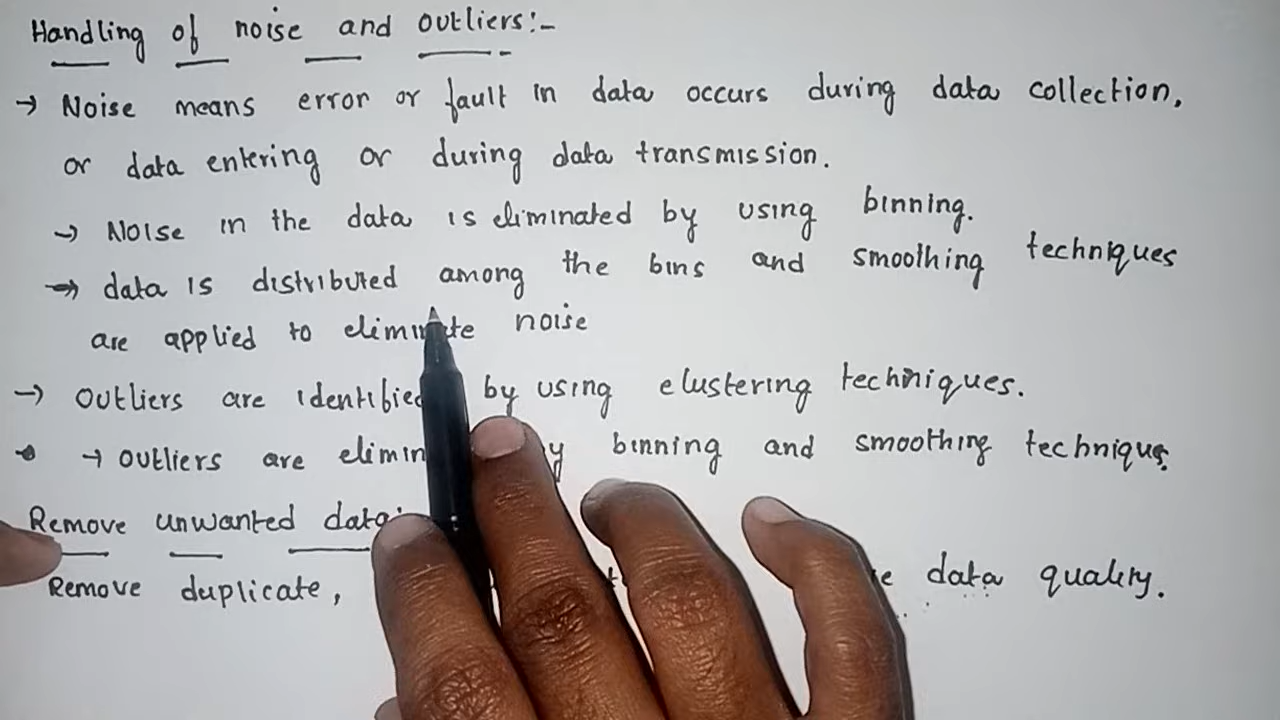 Handling of noise and outliers:-
→ Noise means error or fault in data occurs during data collection,
or data entering or during data transmission.
→ Noise in the data is eliminated by using binning.
→ data is distributed among the bins and smoothing techniques
are applied to eliminate noise
→ outliers are identified by using elustering techniques.
→ outliers are by binning and smoothing technique.
Remove unwanted data
Remove duplicate, data quality.